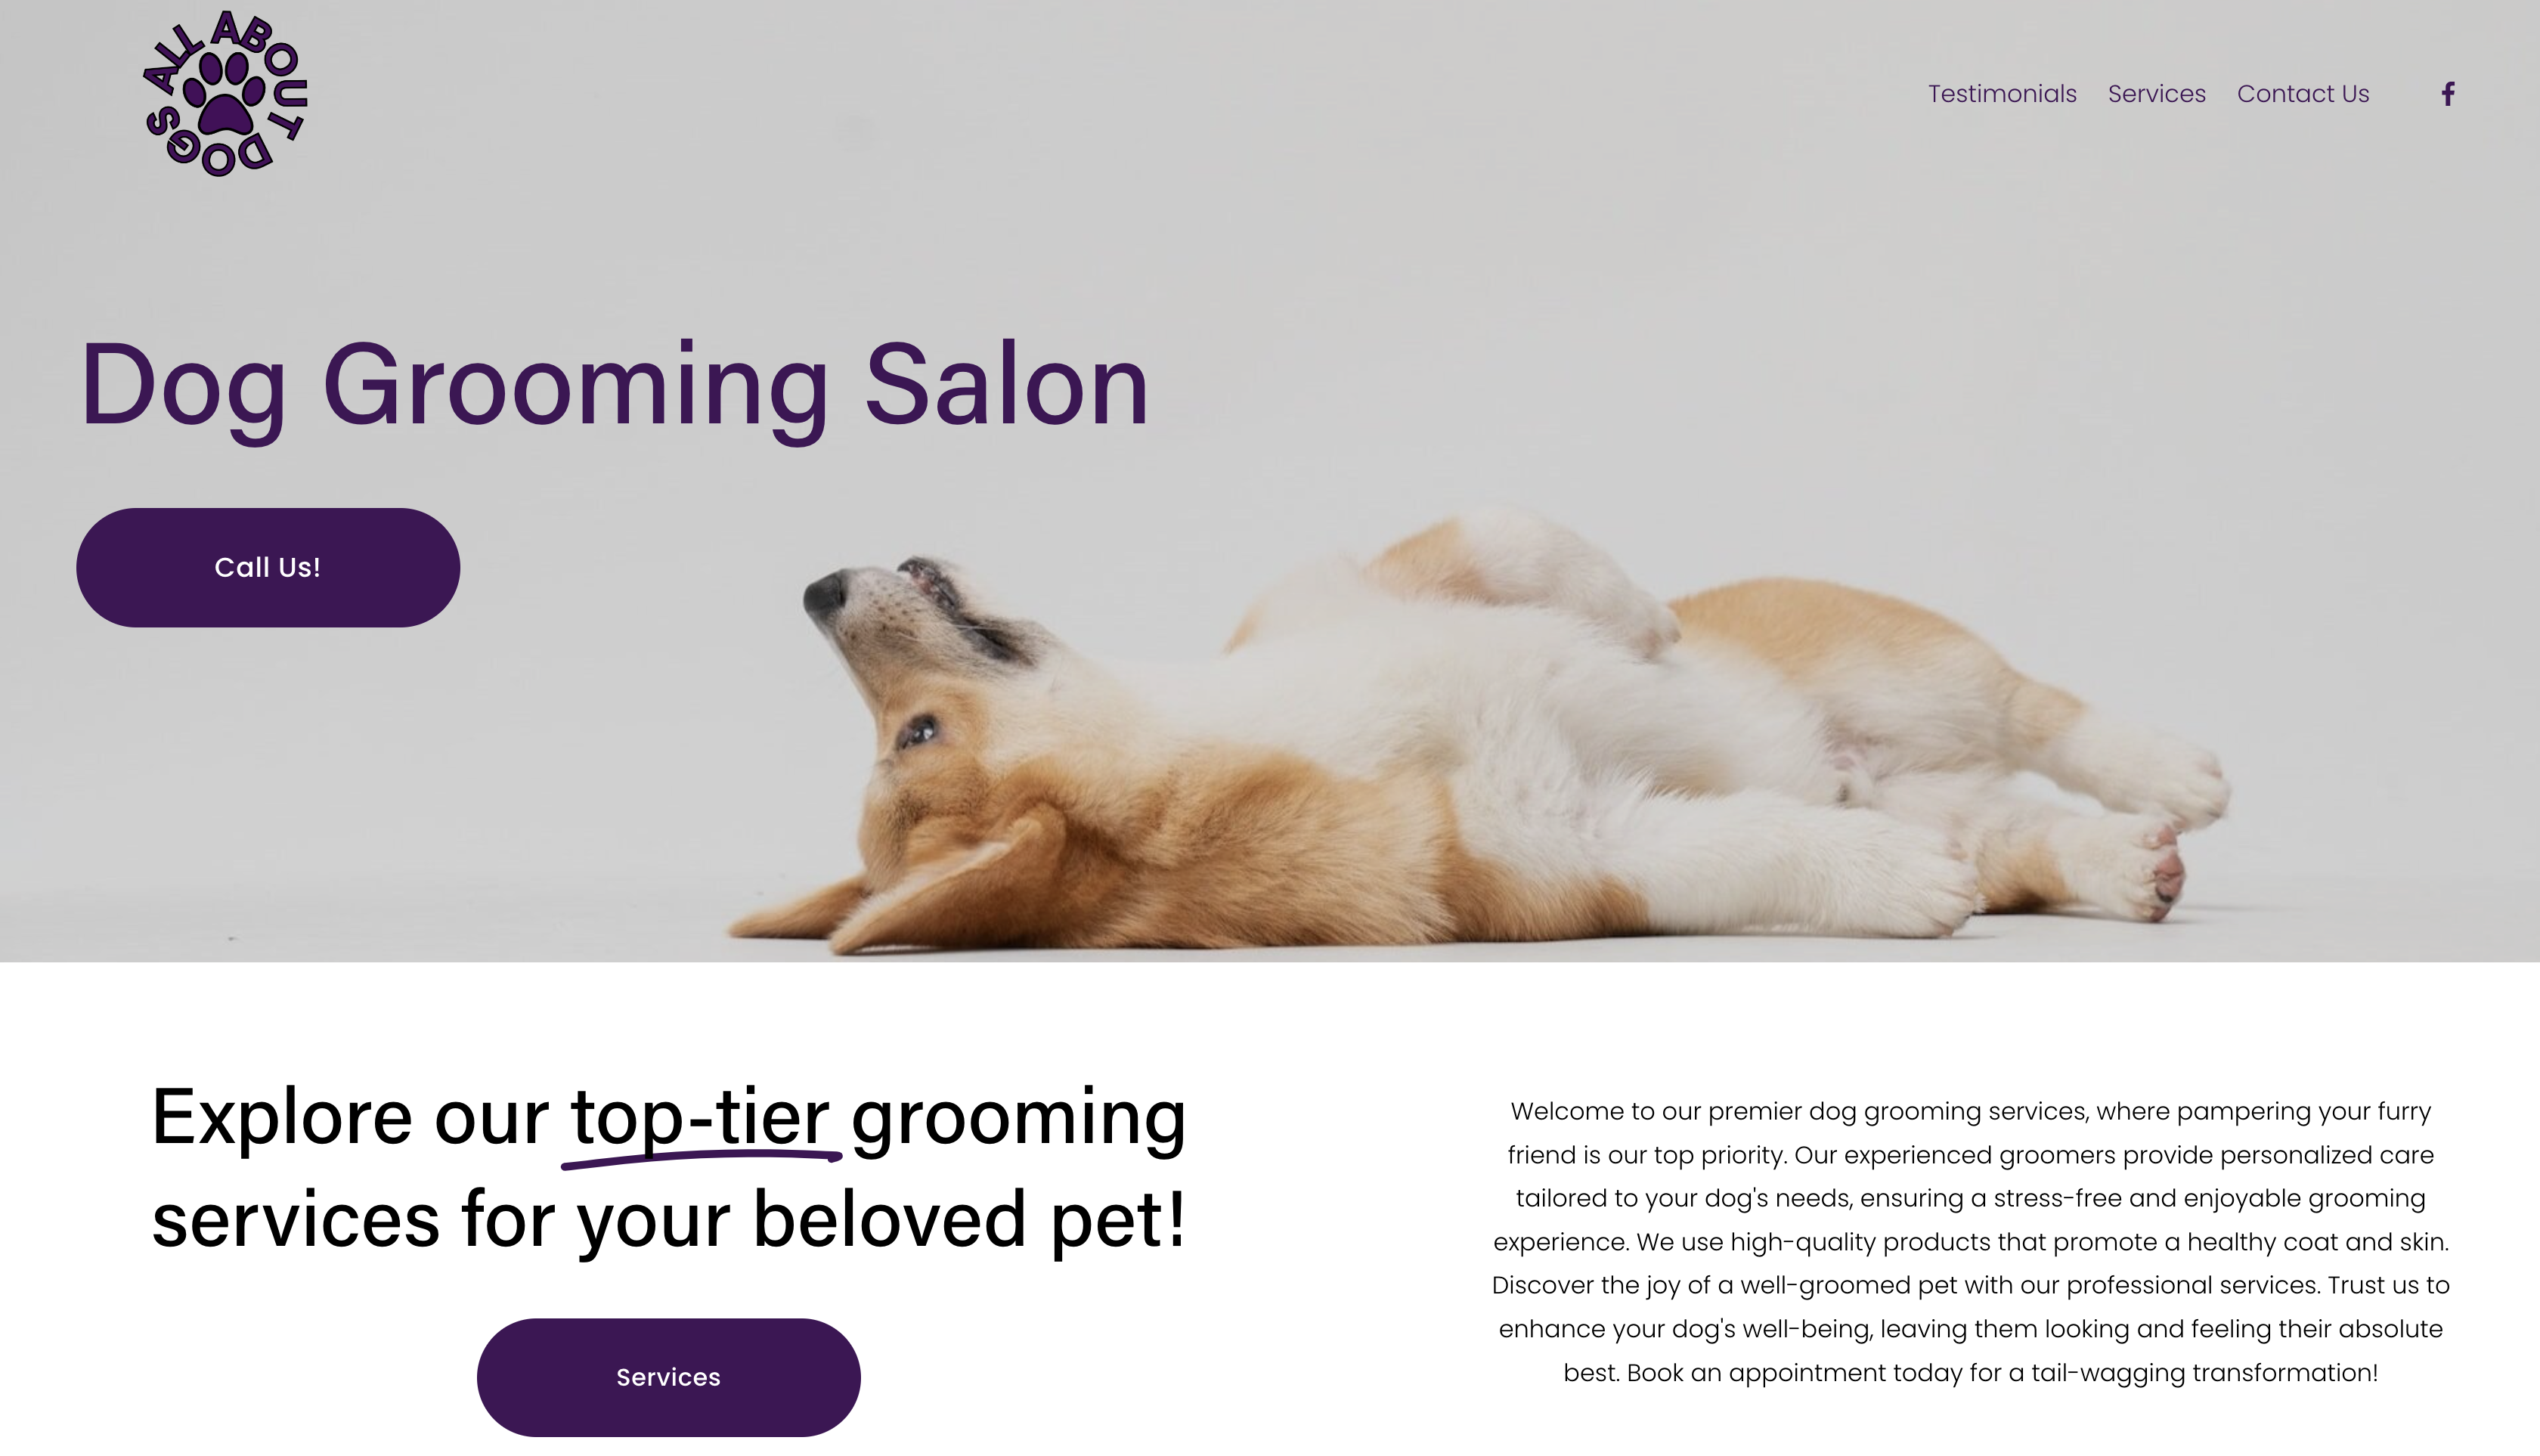 ALL ABOUT DOGS
Testimonials Services Contact Us
Dog Grooming Salon
Call Us!
Explore our top-tier grooming
services for your beloved pet!
Services
Welcome to our premier dog grooming services, where pampering your furry
friend is our top priority. Our experienced groomers provide personalized care
tailored to your dog's needs, ensuring a stress-free and enjoyable grooming
experience. We use high-quality products that promote a healthy coat and skin.
Discover the joy of a well-groomed pet with our professional services. Trust us to
enhance your dog's well-being, leaving them looking and feeling their absolute
best. Book an appointment today for a tail-wagging transformation!